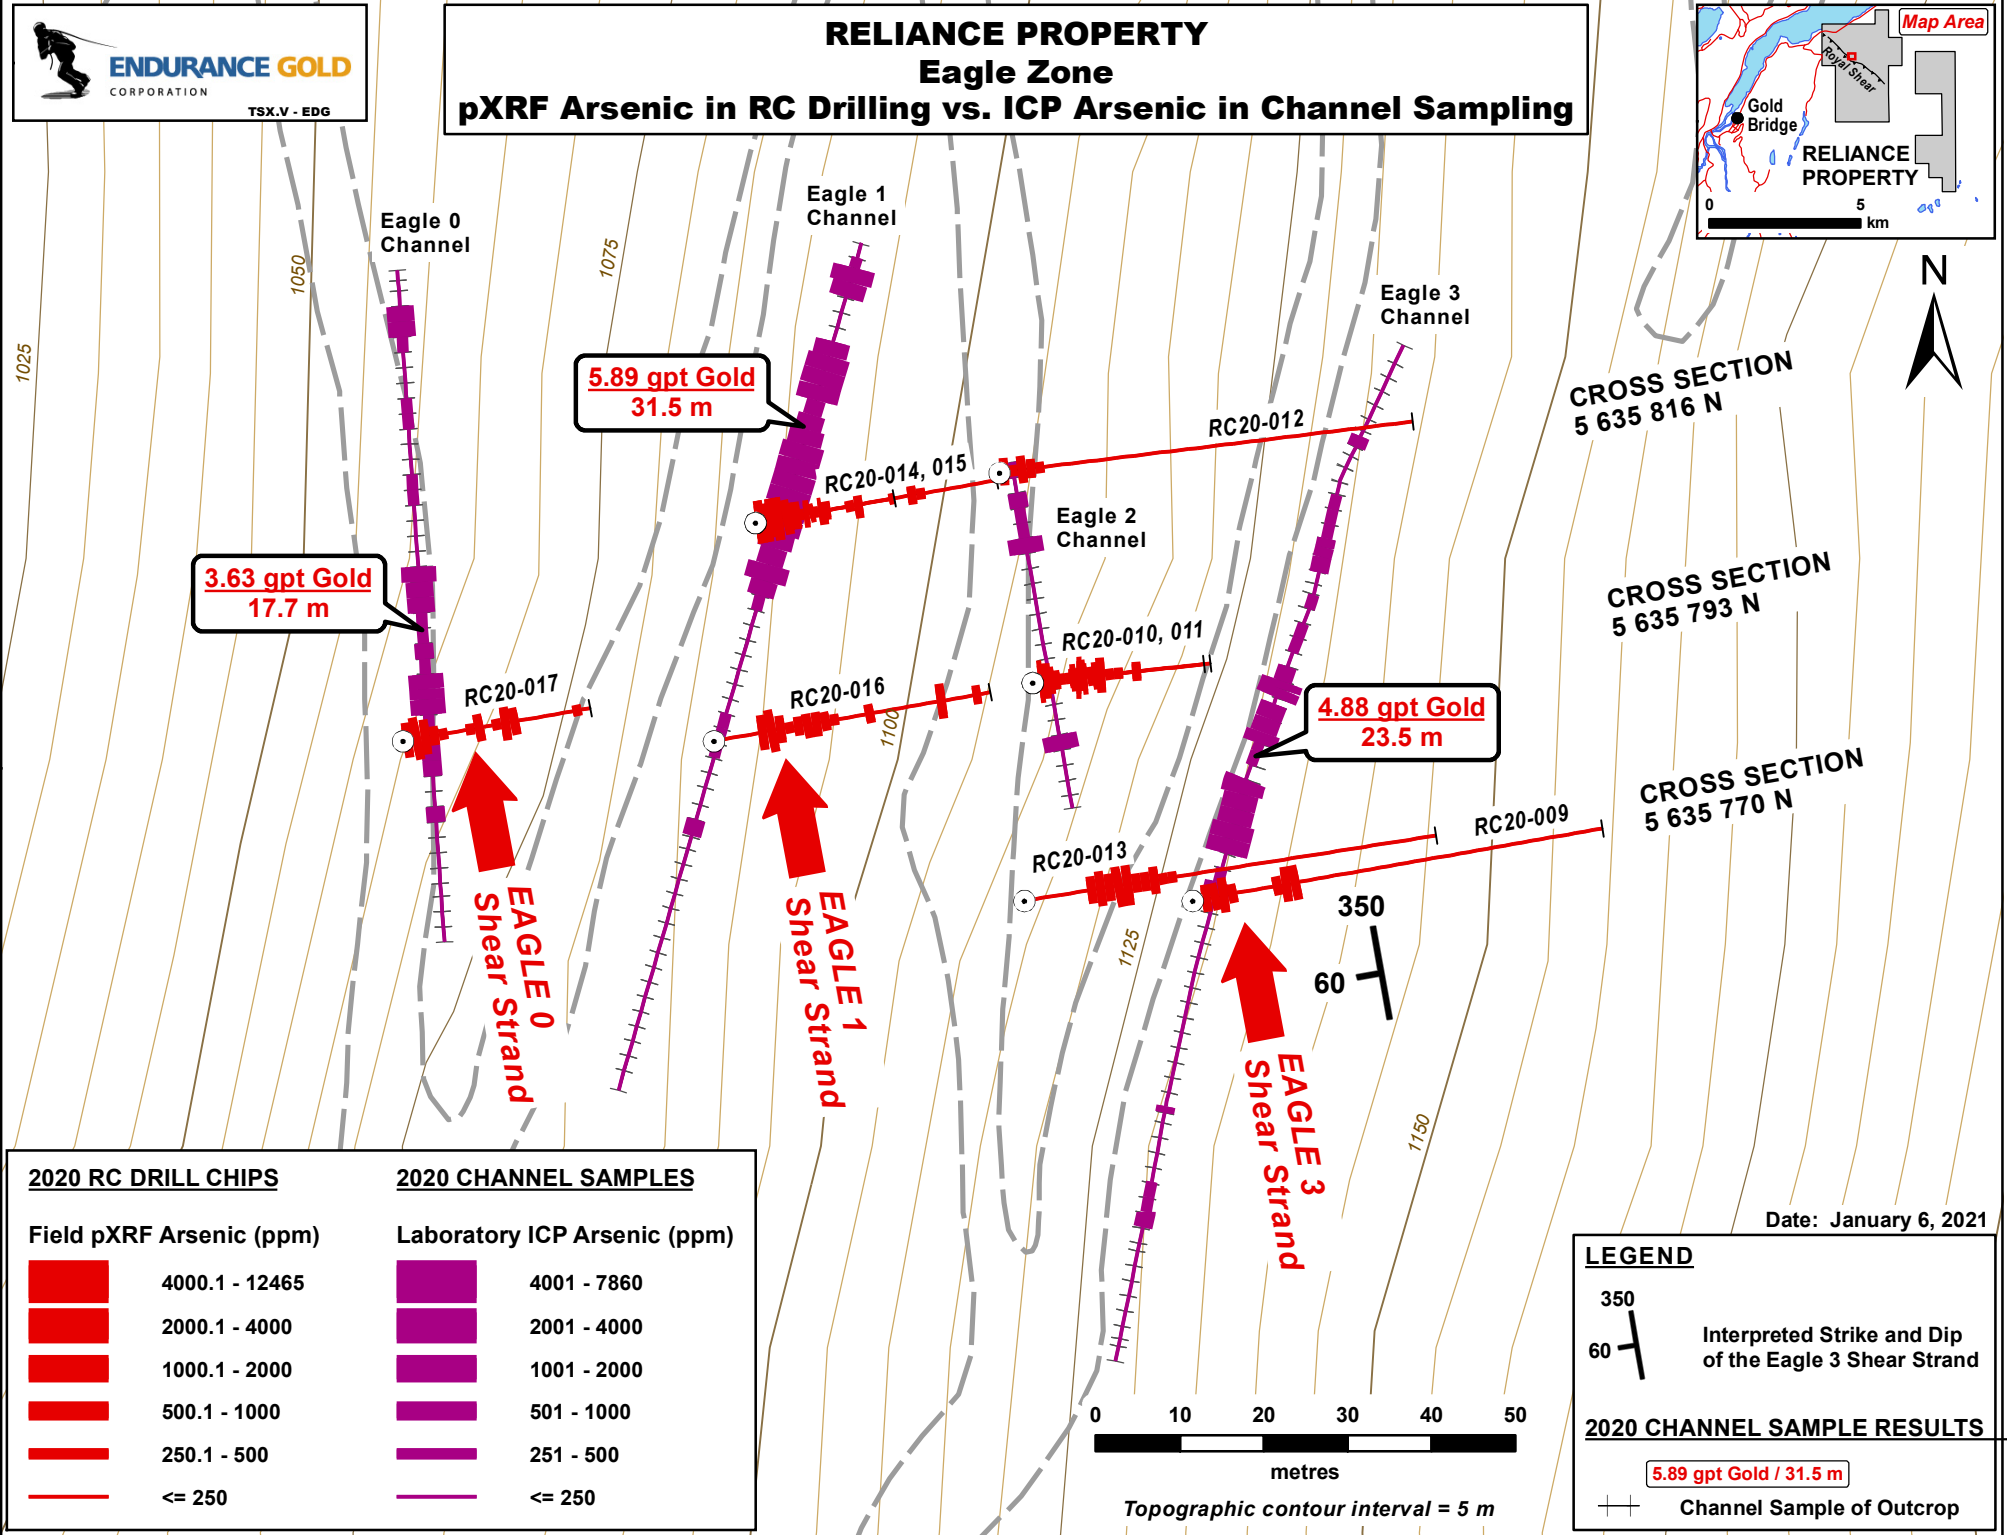 ENDURANCE GOLD
CORPORATION
TSX.V - EDG
RELIANCE PROPERTY
Eagle Zone
pXRF Arsenic in RC Drilling vs. ICP Arsenic in Channel Sampling
Map Area
Royal Shear
Gold
Bridge
RELIANCE
PROPERTY
0 5
km
N
Eagle 0
Channel
Eagle 1
Channel
Eagle 3
Channel
Eagle 2
Channel
1025
1050
1075
1100
1125
1150
5.89 gpt Gold
31.5 m
3.63 gpt Gold
17.7 m
4.88 gpt Gold
23.5 m
RC20-012
RC20-014, 015
RC20-010, 011
RC20-017
RC20-016
RC20-013
RC20-009
CROSS SECTION
5 635 816 N
CROSS SECTION
5 635 793 N
CROSS SECTION
5 635 770 N
EAGLE 0
Shear Strand
EAGLE 1
Shear Strand
EAGLE 3
Shear Strand
350
60
2020 RC DRILL CHIPS
Field pXRF Arsenic (ppm)
4000.1 - 12465
2000.1 - 4000
1000.1 - 2000
500.1 - 1000
250.1 - 500
<= 250
2020 CHANNEL SAMPLES
Laboratory ICP Arsenic (ppm)
4001 - 7860
2001 - 4000
1001 - 2000
501 - 1000
251 - 500
<= 250
0 10 20 30 40 50
metres
Topographic contour interval = 5 m
Date: January 6, 2021
LEGEND
350
60
Interpreted Strike and Dip
of the Eagle 3 Shear Strand
2020 CHANNEL SAMPLE RESULTS
5.89 gpt Gold / 31.5 m
Channel Sample of Outcrop